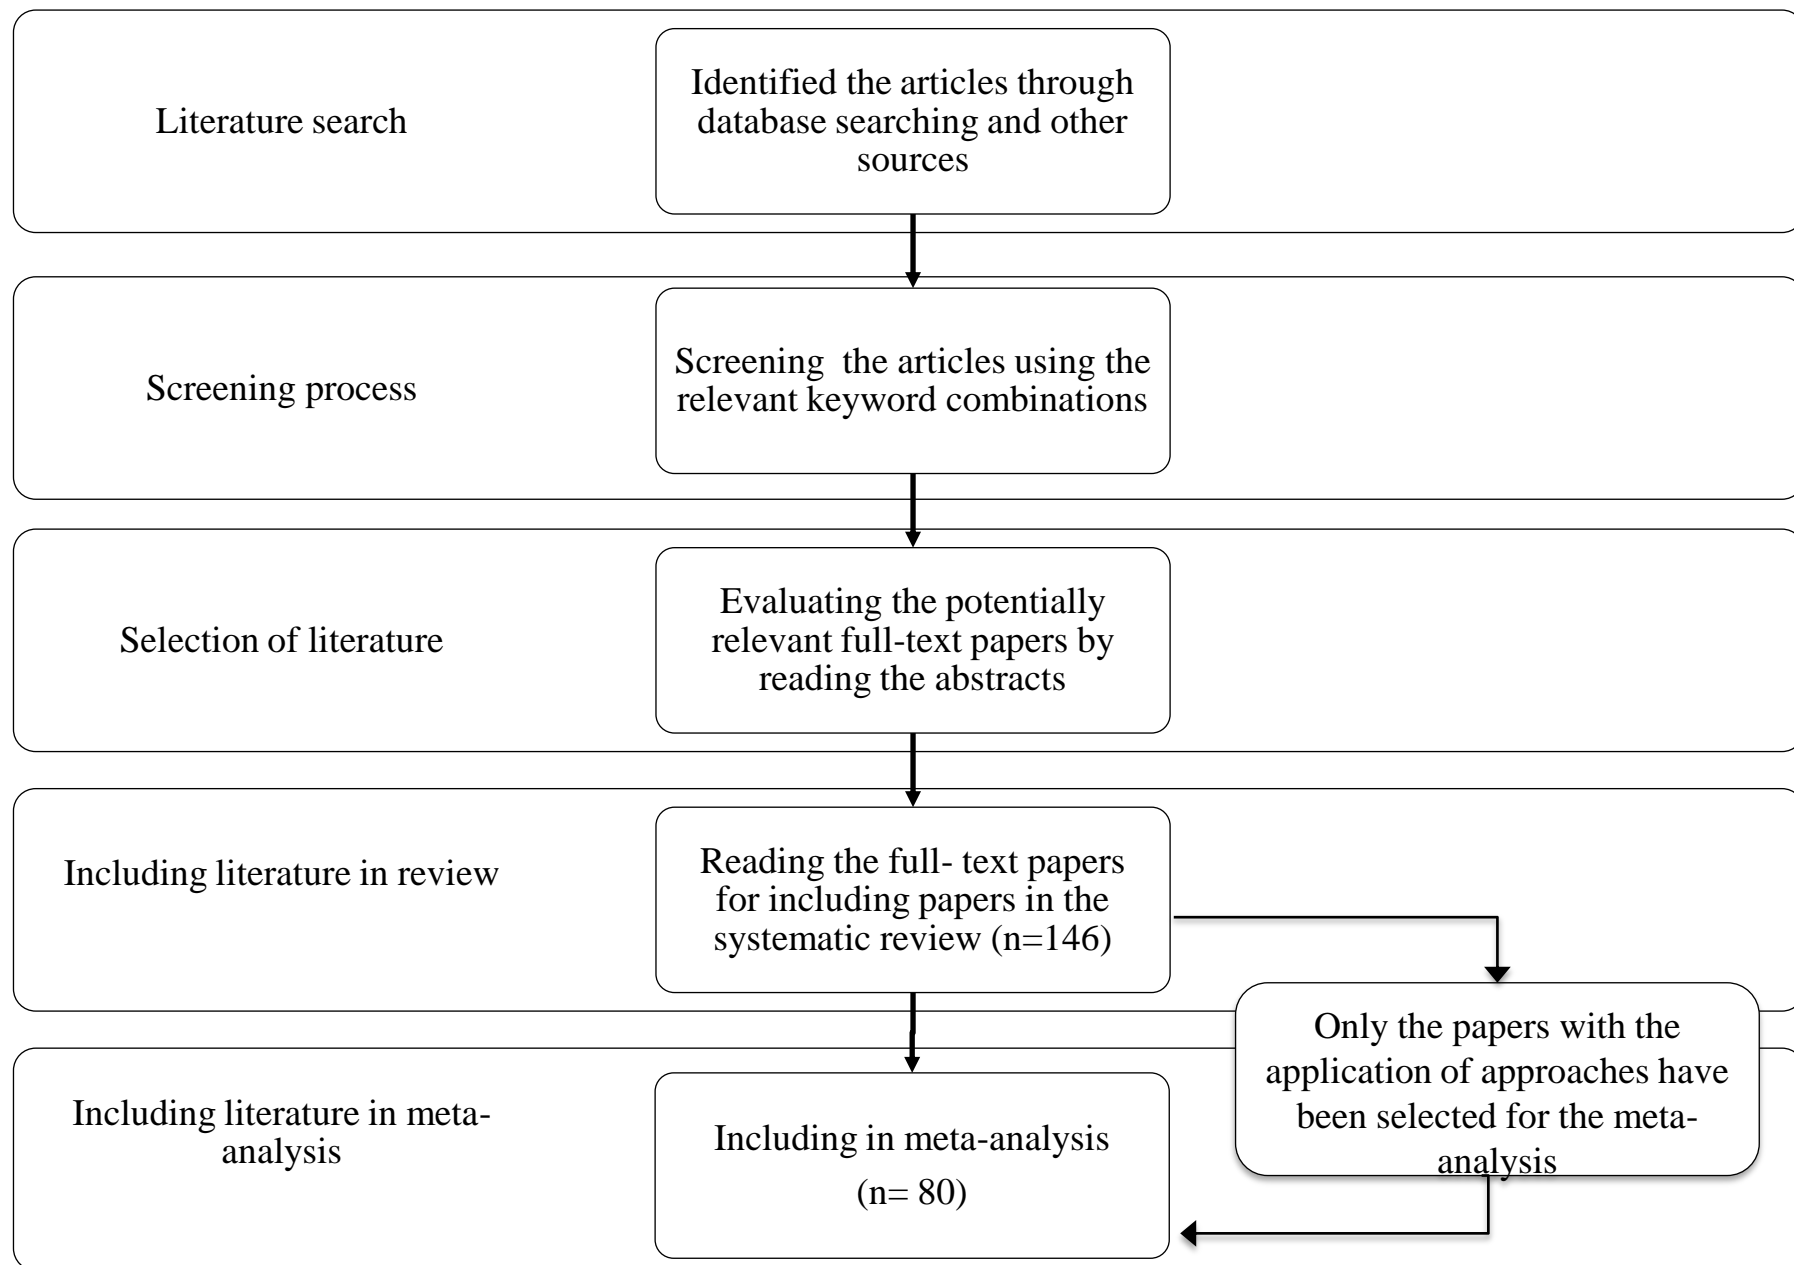 Literature search
Identified the articles through
database searching and other
sources
Screening process
Screening  the articles using the
relevant keyword combinations
Selection of literature
Evaluating the potentially
relevant full-text papers by
reading the abstracts
Including literature in review
Reading the full- text papers
for including papers in the
systematic review (n=146)
Only the papers with the
application of approaches have
been selected for the meta-
analysis
Including literature in meta-
analysis
Including in meta-analysis
(n= 80)